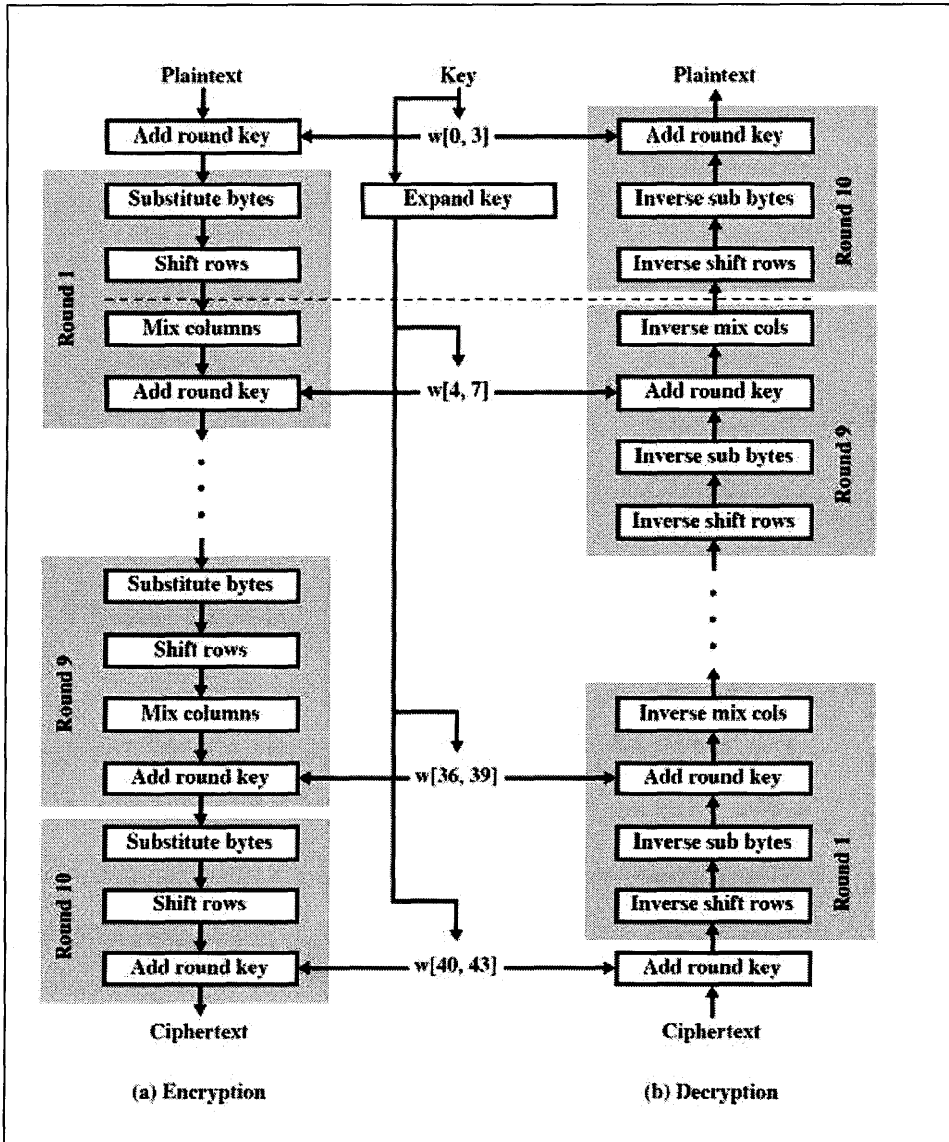 Plaintext
Key
Plaintext
Add round key
w[0, 3]
Add round key
Substitute bytes
Expand key
Inverse sub bytes
Round 10
Shift rows
Inverse shift rows
Round 1
Mix columns
Inverse mix cols
Add round key
w[4, 7]
Add round key
Inverse sub bytes
Round 9
Inverse shift rows
Substitute bytes
Shift rows
Round 9
Mix columns
Inverse mix cols
Add round key
w[36, 39]
Add round key
Substitute bytes
Inverse sub bytes
Round 1
Round 10
Shift rows
Inverse shift rows
Add round key
w[40, 43]
Add round key
Ciphertext
Ciphertext
(a) Encryption
(b) Decryption